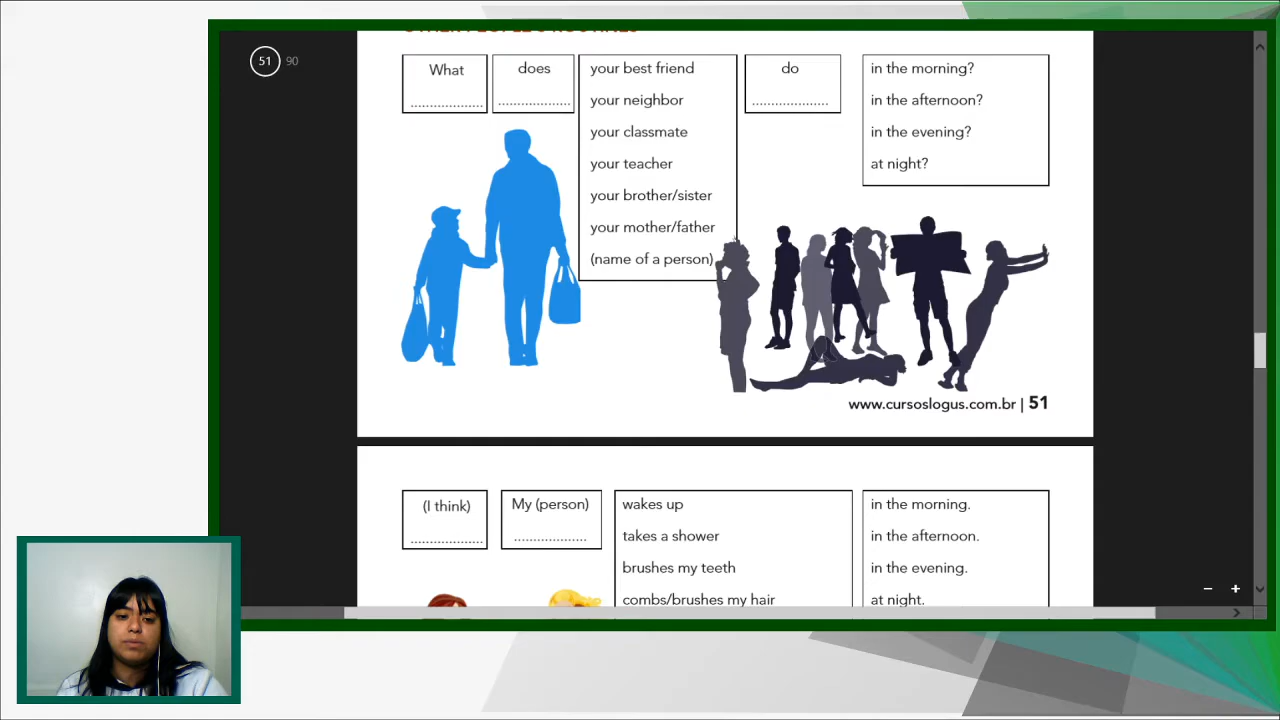 OTHER PEOPLE'S ROUTINES
51 90
What
....................
does
....................
your best friend
your neighbor
your classmate
your teacher
your brother/sister
your mother/father
(name of a person)
do
.....................
in the morning?
in the afternoon?
in the evening?
at night?
www.cursoslogus.com.br | 51
(I think)
....................
My (person)
....................
wakes up
takes a shower
brushes my teeth
combs/brushes my hair
in the morning.
in the afternoon.
in the evening.
at night.